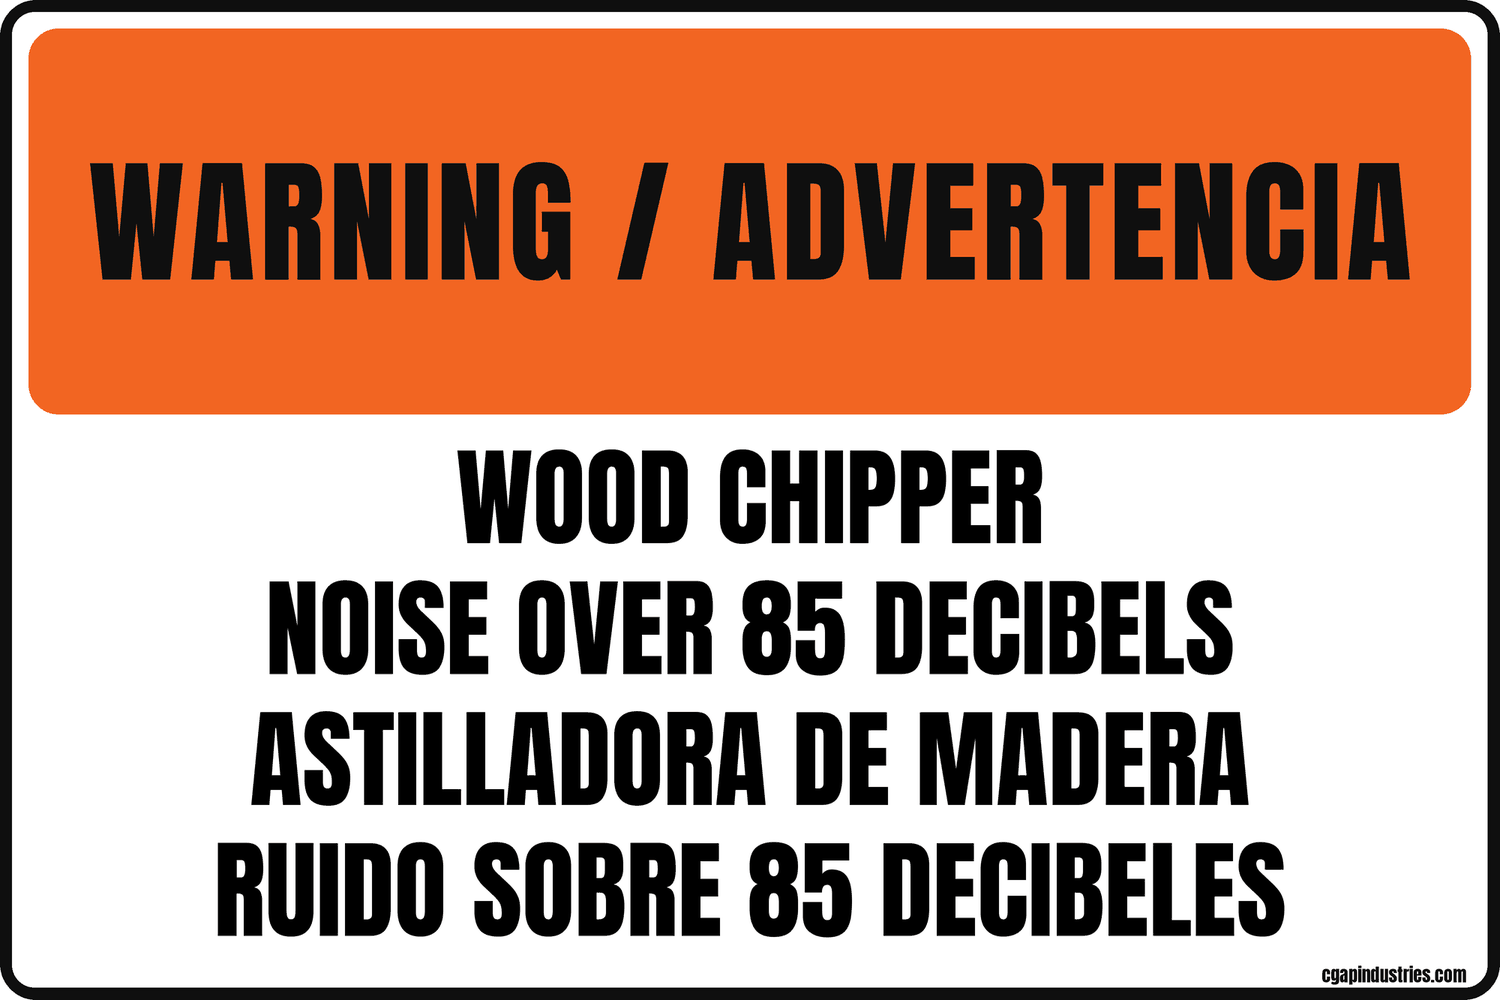 WARNING / ADVERTENCIA
WOOD CHIPPER
NOISE OVER 85 DECIBELS
ASTILLADORA DE MADERA
RUIDO SOBRE 85 DECIBELES
cgapindustries.com